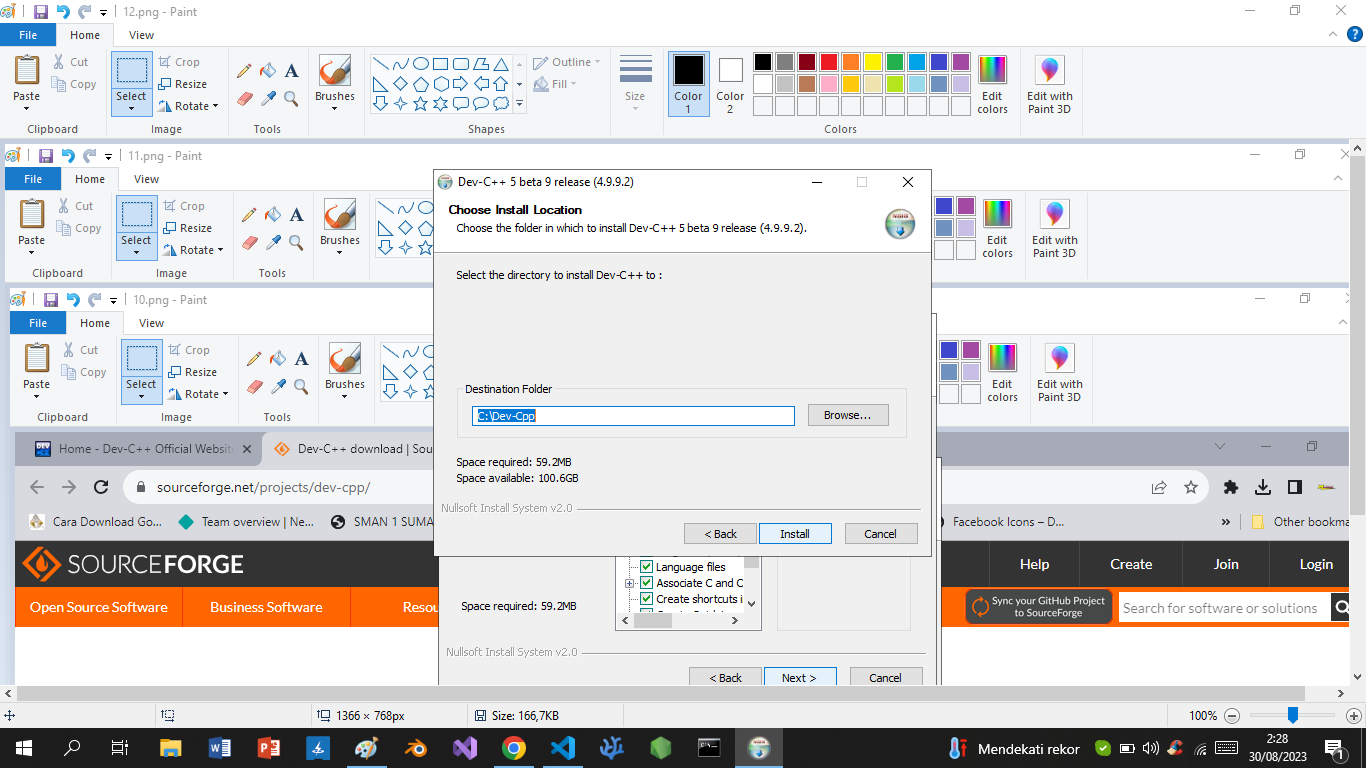 12.png - Paint
File Home View
Paste
Cut
Copy
Clipboard
Select
Crop
Resize
Rotate
Image
Tools
Brushes
Shapes
Outline
Fill
Size
Color 1
Color 2
Colors
Edit colors
Edit with Paint 3D
11.png - Paint
File Home View
Paste
Cut
Copy
Clipboard
Select
Crop
Resize
Rotate
Image
Tools
Brushes
Edit colors
Edit with Paint 3D
10.png - Paint
File Home View
Paste
Cut
Copy
Clipboard
Select
Crop
Resize
Rotate
Image
Tools
Brushes
Edit colors
Edit with Paint 3D
Dev-C++ 5 beta 9 release (4.9.9.2)
Choose Install Location
Choose the folder in which to install Dev-C++ 5 beta 9 release (4.9.9.2).
Select the directory to install Dev-C++ to :
Destination Folder
C:\Dev-Cpp
Browse...
Space required: 59.2MB
Space available: 100.6GB
Nullsoft Install System v2.0
< Back Install Cancel
Home - Dev-C++ Official Websit
Dev-C++ download | Sou
sourceforge.net/projects/dev-cpp/
Cara Download Go...
Team overview | Ne...
SMAN 1 SUMA
Facebook Icons – D...
»
Other bookma
SOURCEFORGE
Help Create Join Login
Open Source Software Business Software Resou
Sync your GitHub Project
to SourceForge
Search for software or solutions
Language files
Associate C and C
Create shortcuts i
Space required: 59.2MB
Nullsoft Install System v2.0
< Back Next > Cancel
1366 × 768px
Size: 166,7KB
100%
Mendekati rekor
2:28
30/08/2023
1